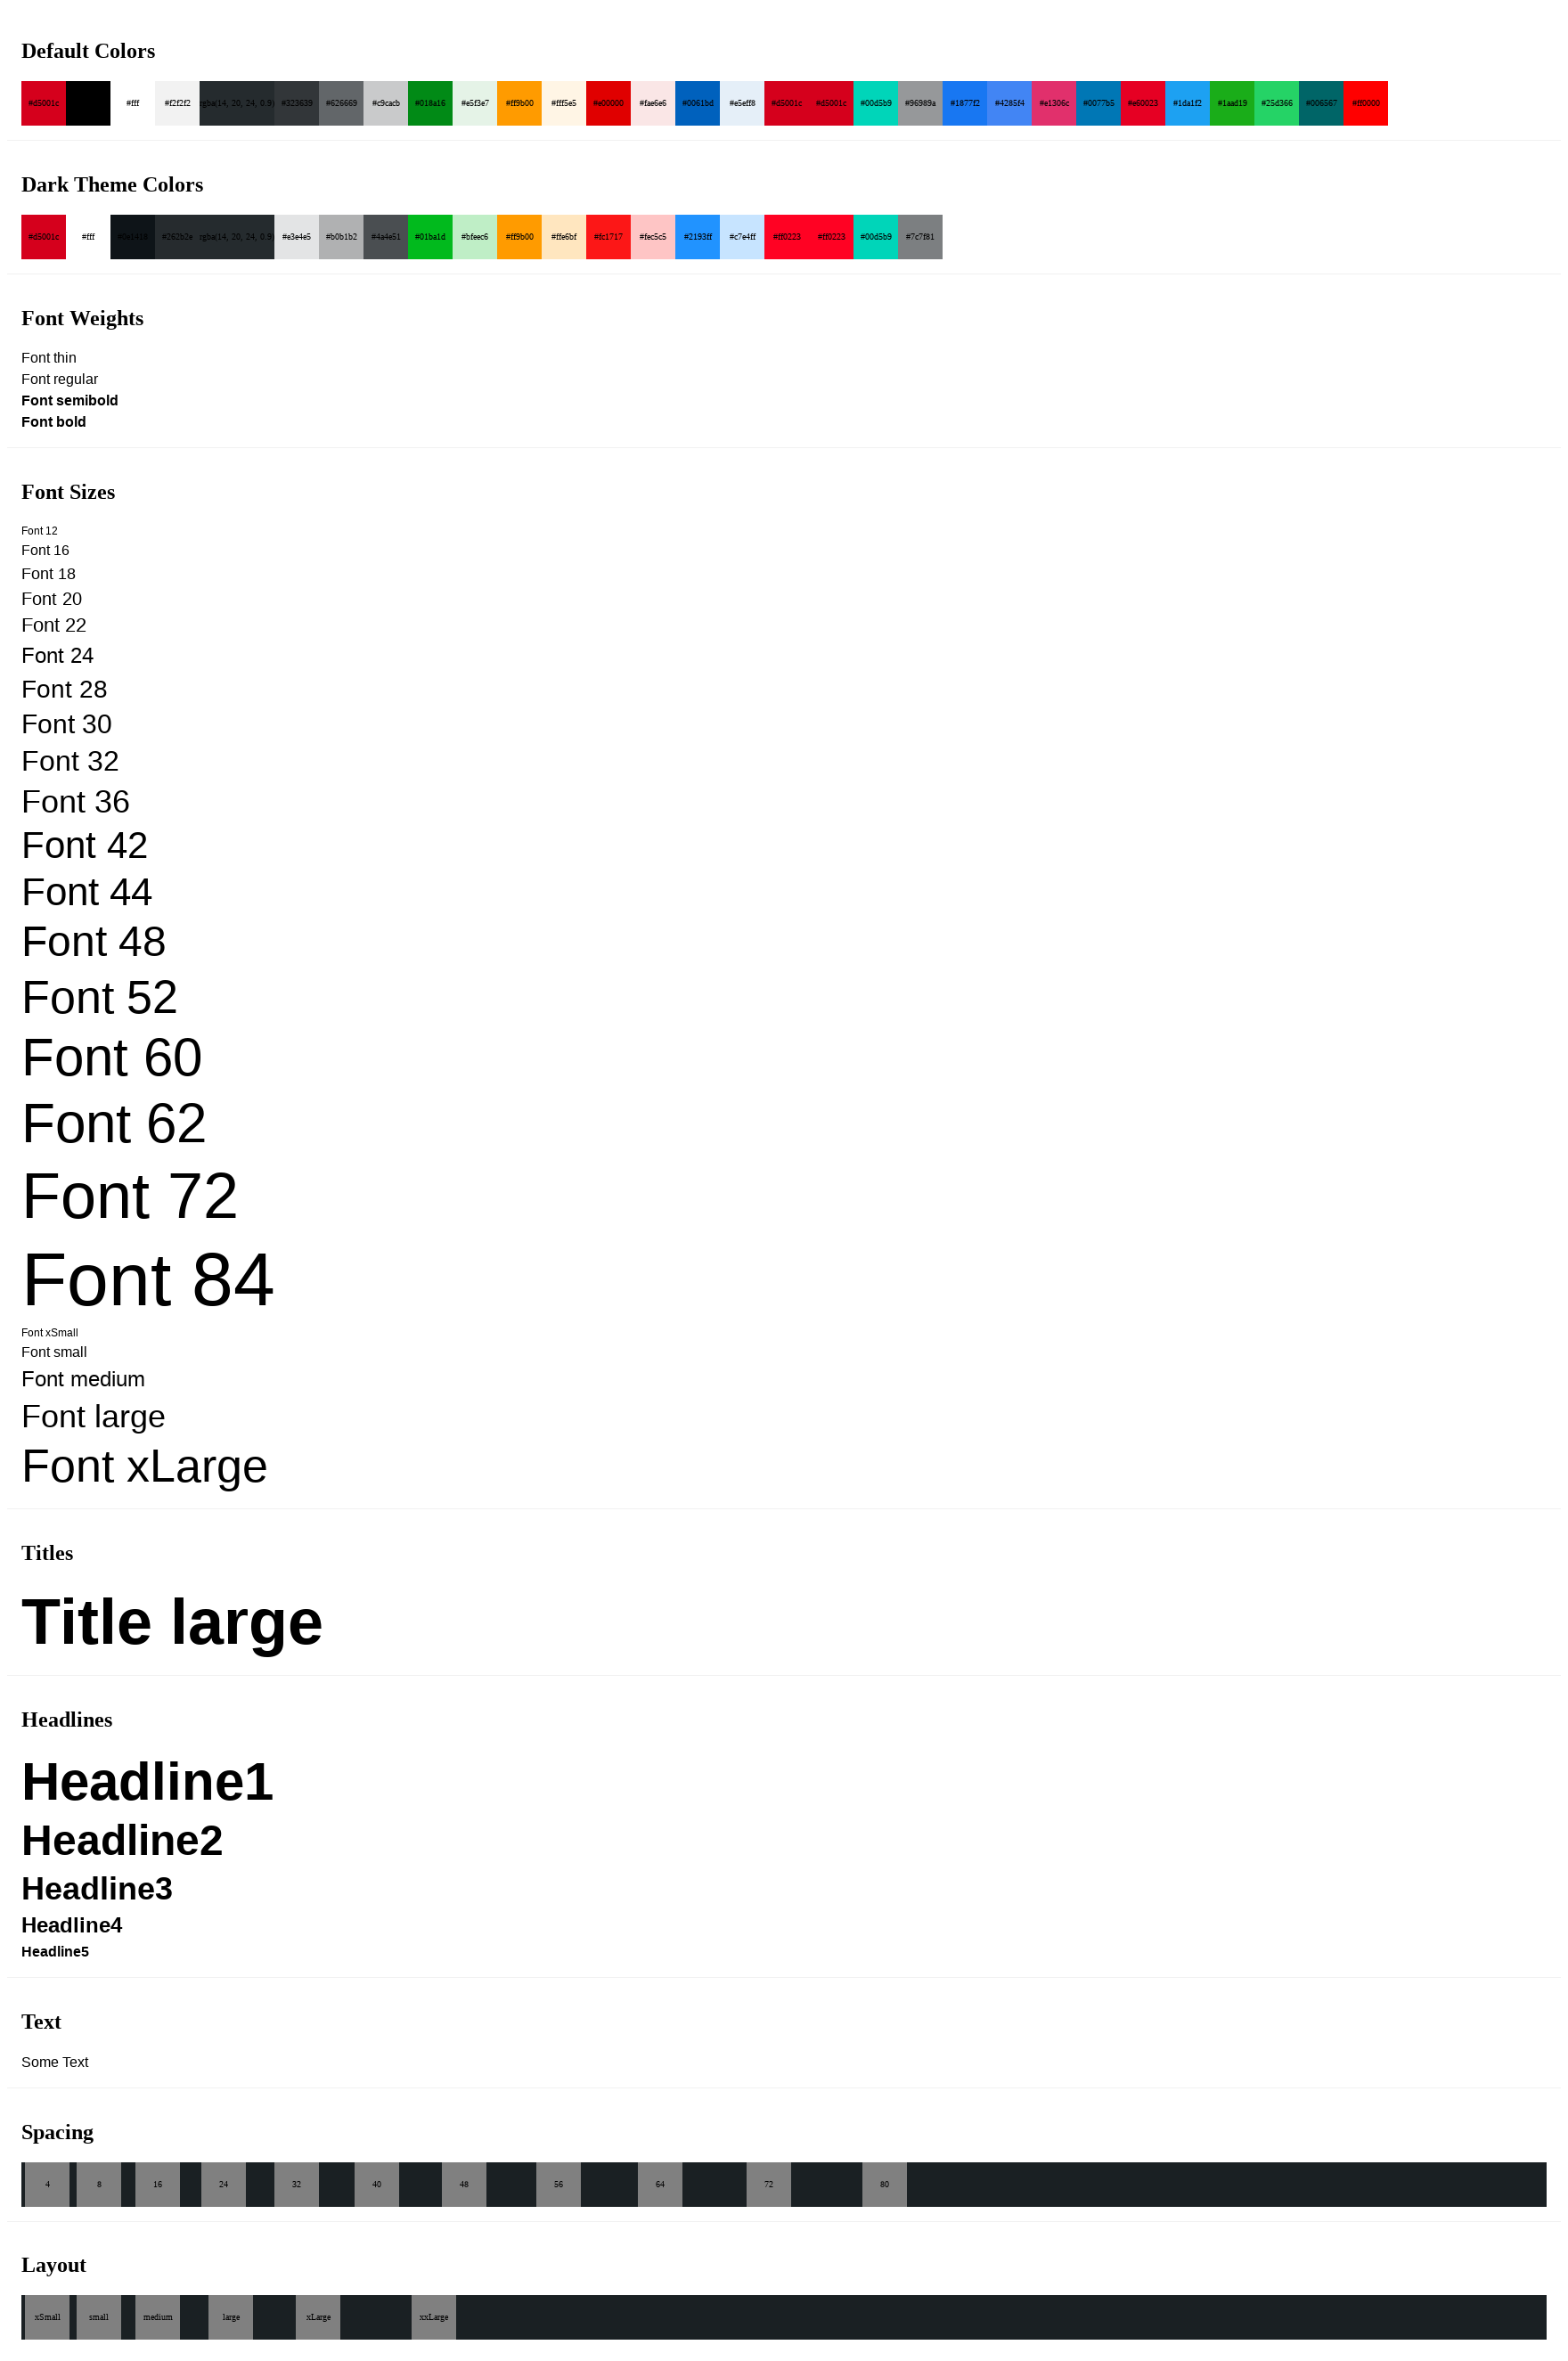 Default Colors
#d5001c #fff #f2f2f2 rgba(14, 20, 24, 0.9) #323639 #626669 #c9cacb #018a16 #e5f3e7 #ff9b00 #fff5e5 #e00000 #fae6e6 #0061bd #e5eff8 #d5001c #d5001c #00d5b9 #96989a #1877f2 #4285f4 #e1306c #0077b5 #e60023 #1da1f2 #1aad19 #25d366 #006567 #ff0000
Dark Theme Colors
#d5001c #fff #0e1418 #262b2e rgba(14, 20, 24, 0.9) #e3e4e5 #b0b1b2 #4a4e51 #01ba1d #bfeec6 #ff9b00 #ffe6bf #fc1717 #fec5c5 #2193ff #c7e4ff #ff0223 #ff0223 #00d5b9 #7c7f81
Font Weights
Font thin
Font regular
Font semibold
Font bold
Font Sizes
Font 12
Font 16
Font 18
Font 20
Font 22
Font 24
Font 28
Font 30
Font 32
Font 36
Font 42
Font 44
Font 48
Font 52
Font 60
Font 62
Font 72
Font 84
Font xSmall
Font small
Font medium
Font large
Font xLarge
Titles
Title large
Headlines
Headline1
Headline2
Headline3
Headline4
Headline5
Text
Some Text
Spacing
4 8 16 24 32 40 48 56 64 72 80
Layout
xSmall small medium large xLarge xxLarge